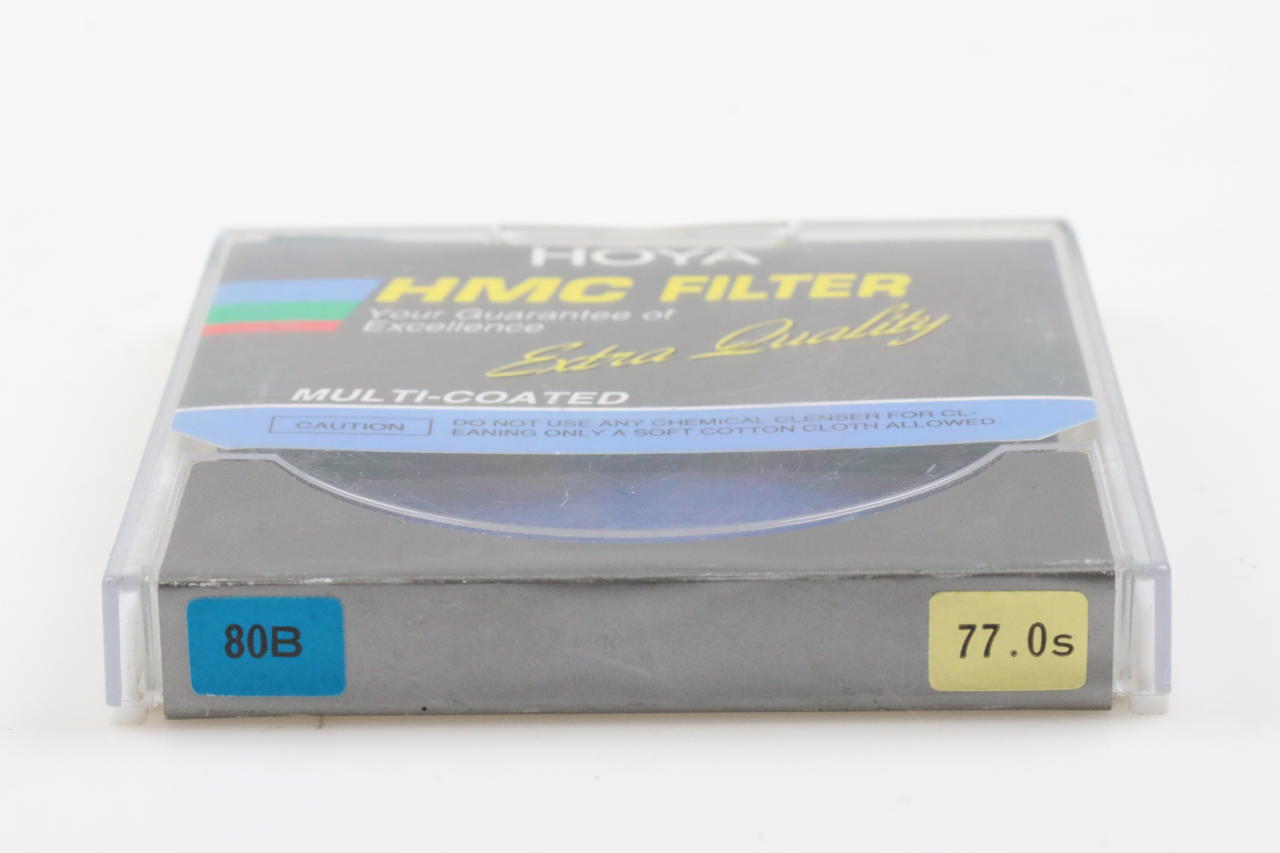 HOYA
HMC FILTER
Your Guarantee of
Excellence
Extra Quality
MULTI-COATED
CAUTION
DO NOT USE ANY CHEMICAL CLENSER FOR CL-
EANING ONLY A SOFT COTTON CLOTH ALLOWED.
80B
77.0s